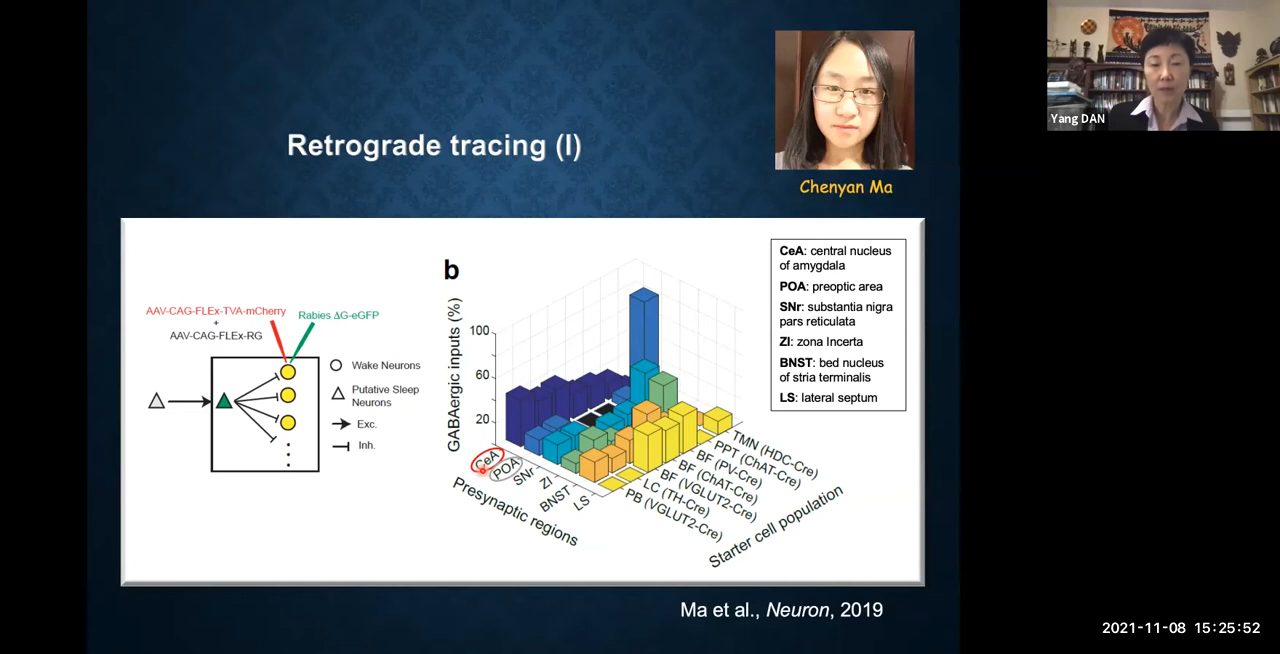 Yang DAN
Retrograde tracing (I)
Chenyan Ma
AAV-CAG-FLEx-TVA-mCherry
+
AAV-CAG-FLEx-RG
Rabies ΔG-eGFP
Wake Neurons
Putative Sleep
Neurons
Exc.
Inh.
b
GABAergic inputs (%)
100
60
20
CeA
POA
SNr
ZI
BNST
LS
Presynaptic regions
TMN (HDC-Cre)
PPT (ChAT-Cre)
BF (PV-Cre)
BF (ChAT-Cre)
BF (VGLUT2-Cre)
LC (TH-Cre)
PB (VGLUT2-Cre)
Starter cell population
CeA: central nucleus
of amygdala
POA: preoptic area
SNr: substantia nigra
pars reticulata
ZI: zona Incerta
BNST: bed nucleus
of stria terminalis
LS: lateral septum
Ma et al., Neuron, 2019
2021-11-08 15:25:52